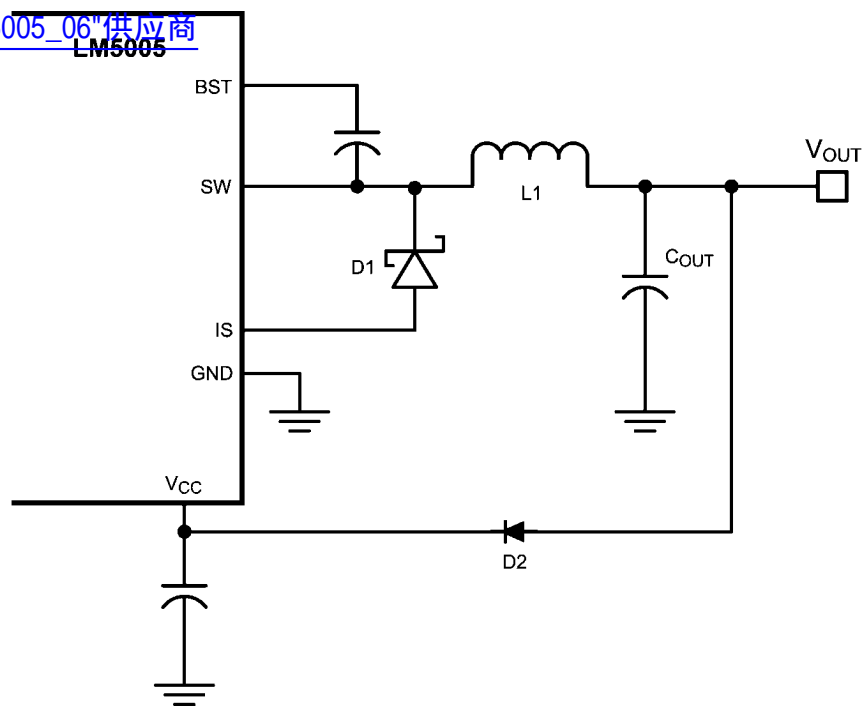 005_06"供应商
LM5005
BST
SW
IS
GND
VCC
D1
L1
COUT
VOUT
D2